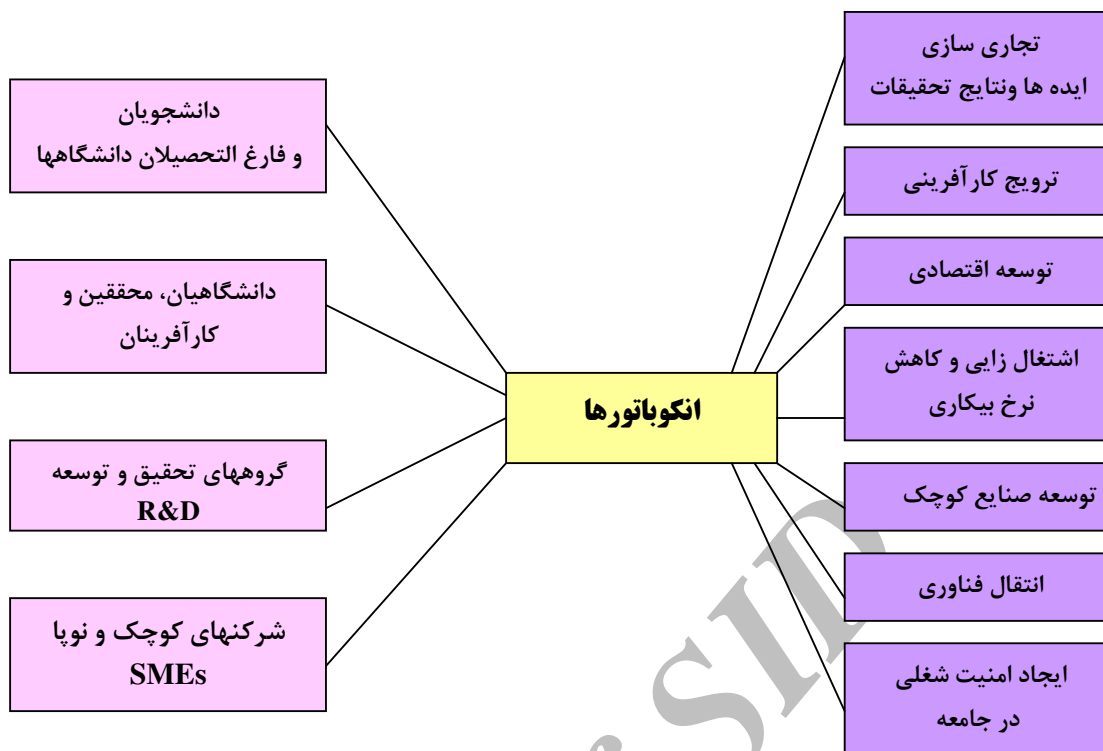 تجاری سازی
ایده ها ونتایج تحقیقات
ترویج کارآفرینی
توسعه اقتصادی
اشتغال زایی و کاهش
نرخ بیکاری
توسعه صنایع کوچک
انتقال فناوری
ایجاد امنیت شغلی
در جامعه
انکوباتورها
دانشجویان
و فارغ التحصیلان دانشگاهها
دانشگاهیان، محققین و
کارآفرینان
گروههای تحقیق و توسعه
R&D
شرکنهای کوچک و نوپا
SMEs
SID